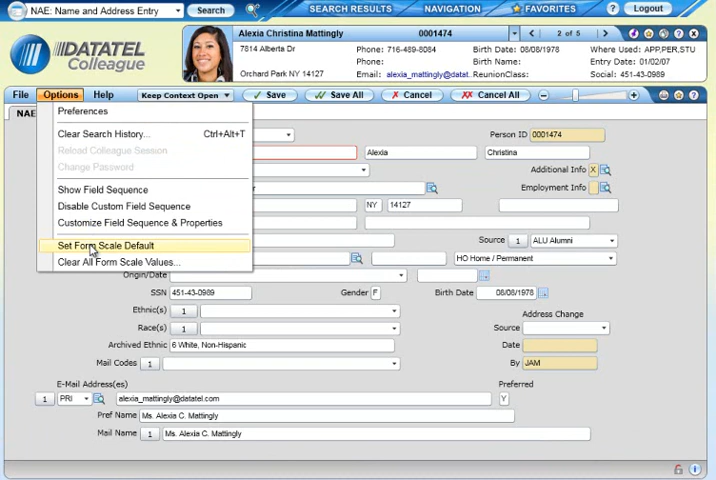 NAE: Name and Address Entry Search SEARCH RESULTS NAVIGATION FAVORITES ? Logout
Alexia Christina Mattingly 0001474 2 of 5
DATATEL
Colleague
7814 Alberta Dr Phone: 716-489-8084 Birth Date: 08/08/1978 Where Used: APP,PER,STU
Phone: SSN: Entry Date: 01/02/07
Orchard Park NY 14127 Email: alexia_mattingly@datat. ReunionClass: Social: 451-43-0989
File Options Help Keep Context Open Save Save All Cancel Cancel All
NAE
Preferences
Clear Search History... Ctrl+Alt+T
Reload Colleague Session
Change Password
Show Field Sequence
Disable Custom Field Sequence
Customize Field Sequence & Properties
Set Form Scale Default
Clear All Form Scale Values...
Person ID 0001474
Alexia Christina
Additional Info X
Employment Info
NY 14127
Source 1 ALU Alumni
HO Home / Permanent
Origin/Date
SSN 451-43-0989 Gender F Birth Date 08/08/1978
Ethnic(s) 1 Address Change
Race(s) 1 Source
Archived Ethnic 6 White, Non-Hispanic Date
Mail Codes 1 By JAM
E-Mail Address(es) Preferred
1 PRI alexia_mattingly@datatel.com Y
Pref Name Ms. Alexia C. Mattingly
Mail Name 1 Ms. Alexia C. Mattingly